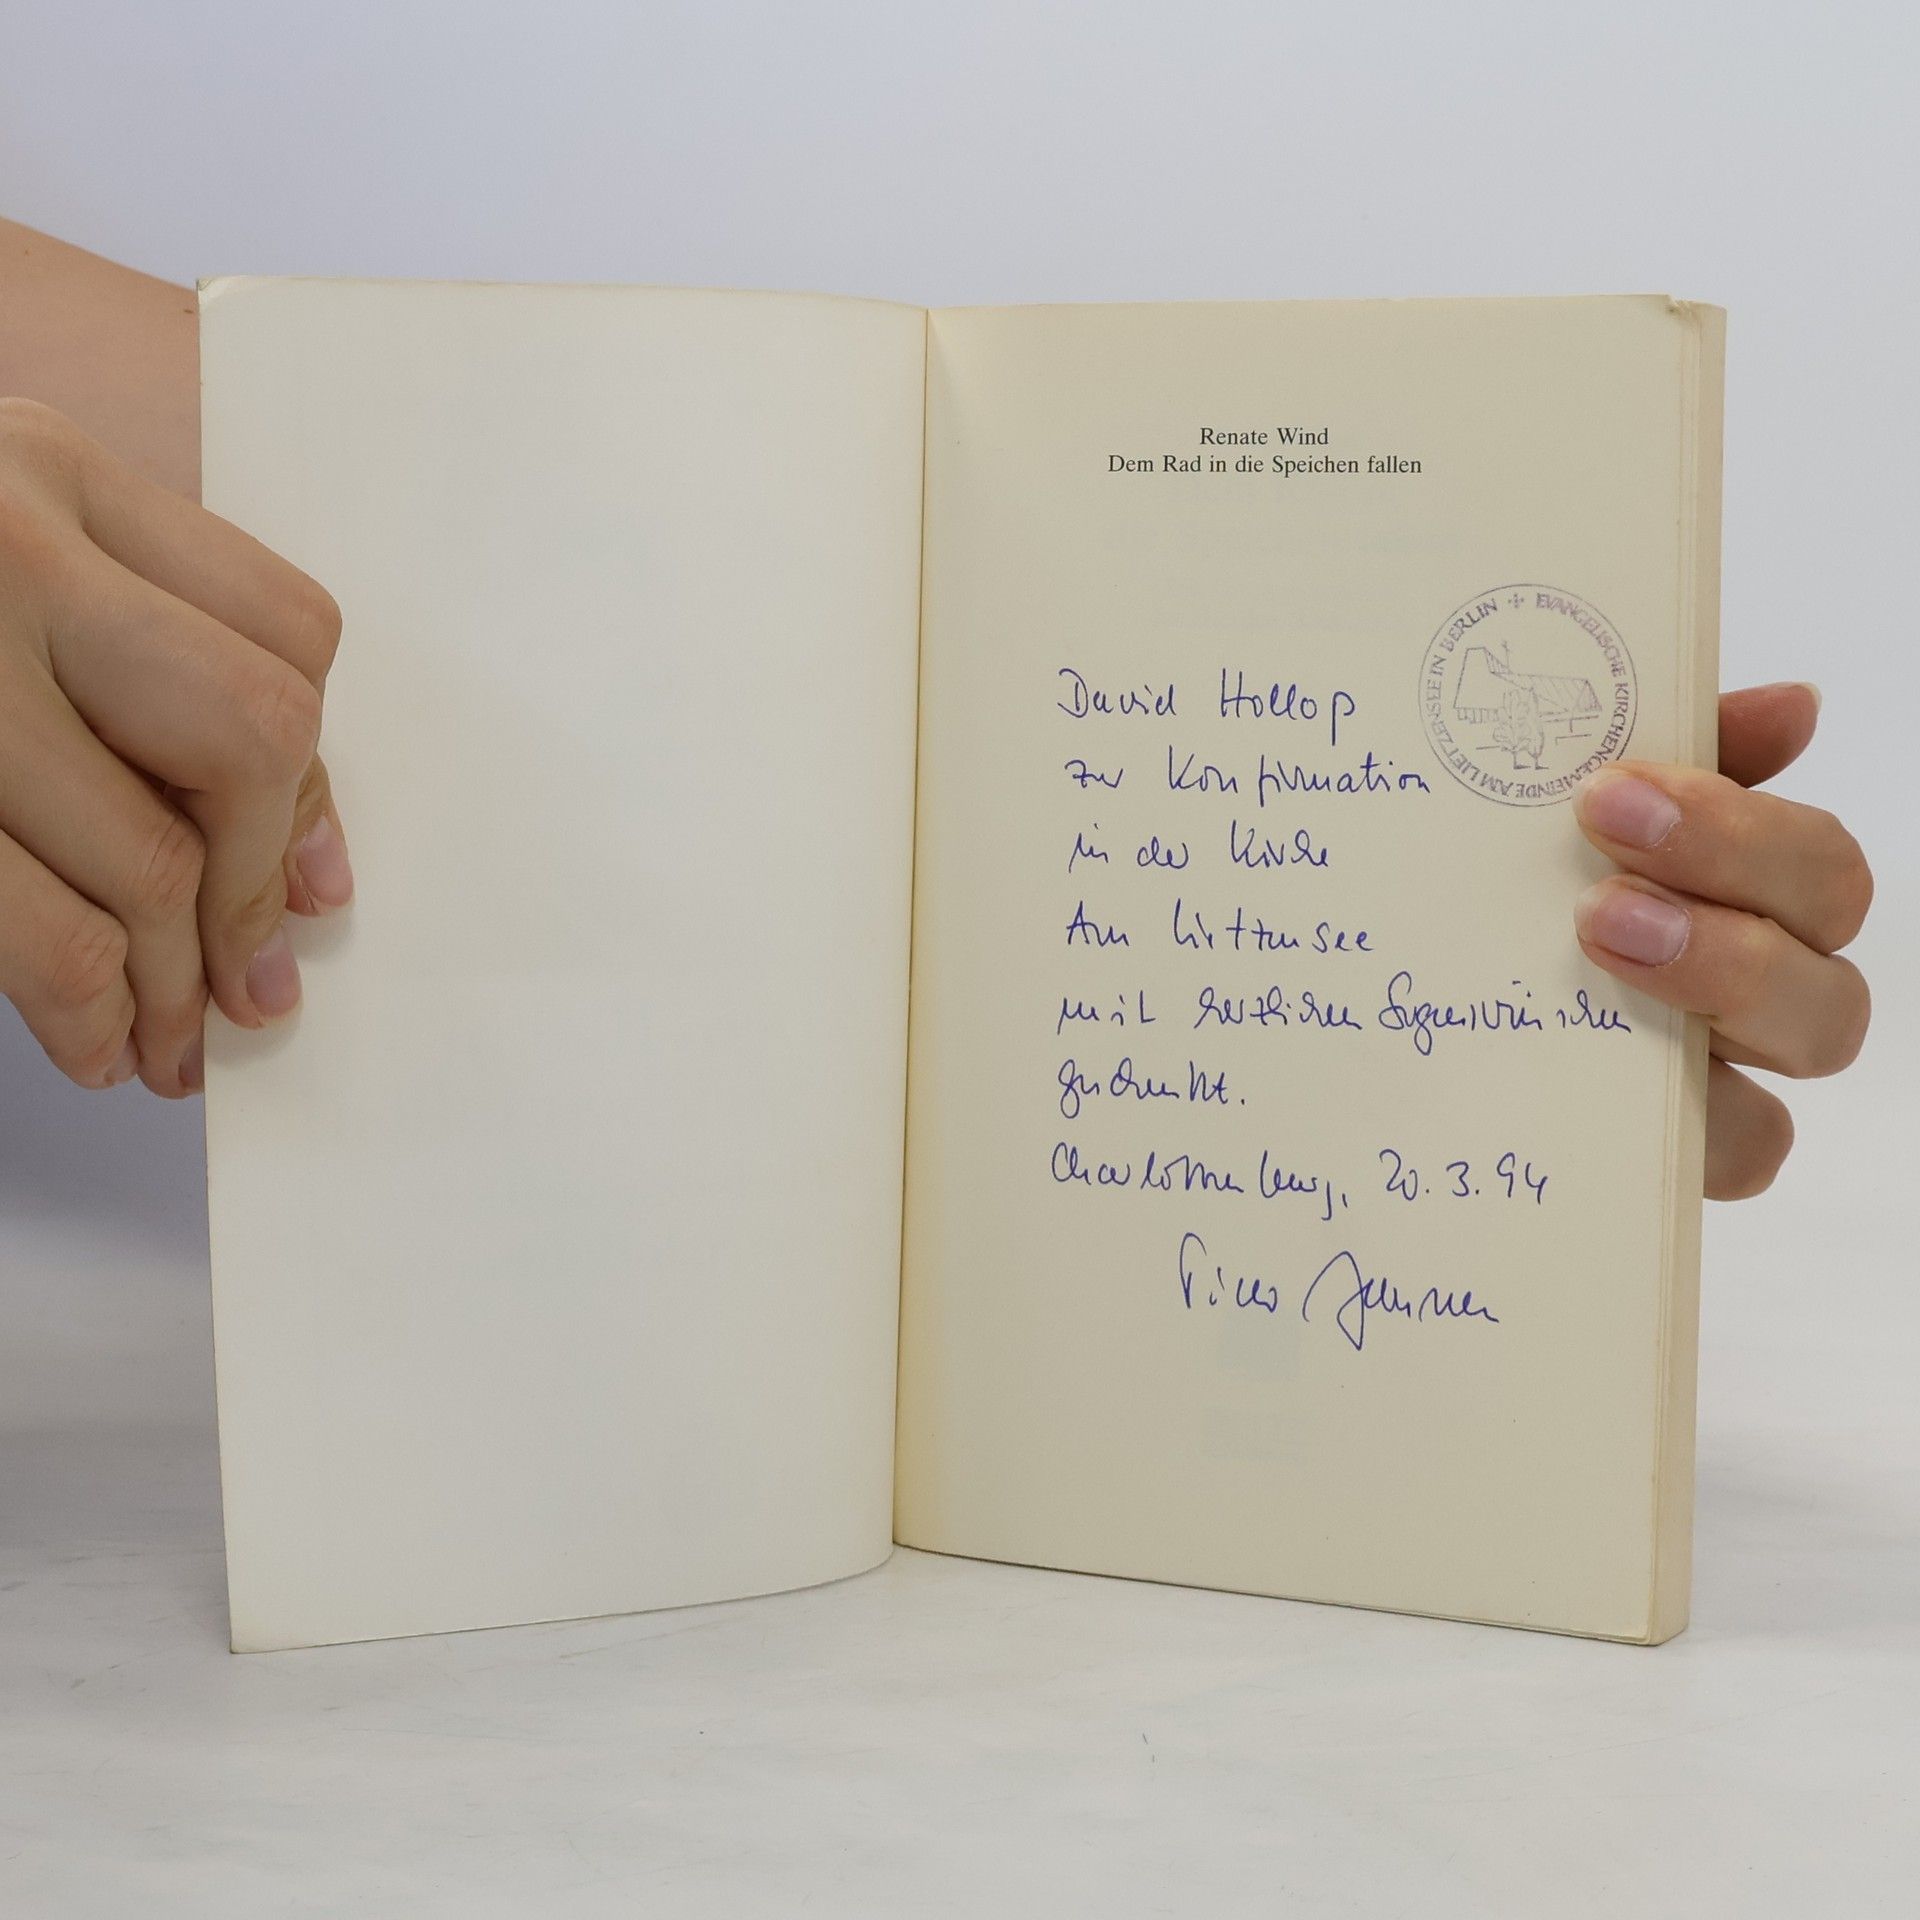 Renate Wind
Dem Rad in die Speichen fallen
EVANGELISCHE KIRCHENGEMEINDE AM LIETZENSEE IN BERLIN
David Hollop
zur Konfirmation
in der Kirche
Am Lietzensee
mit herzlichen Segenswünschen
geschenkt.
Charlottenburg, 20.3.94